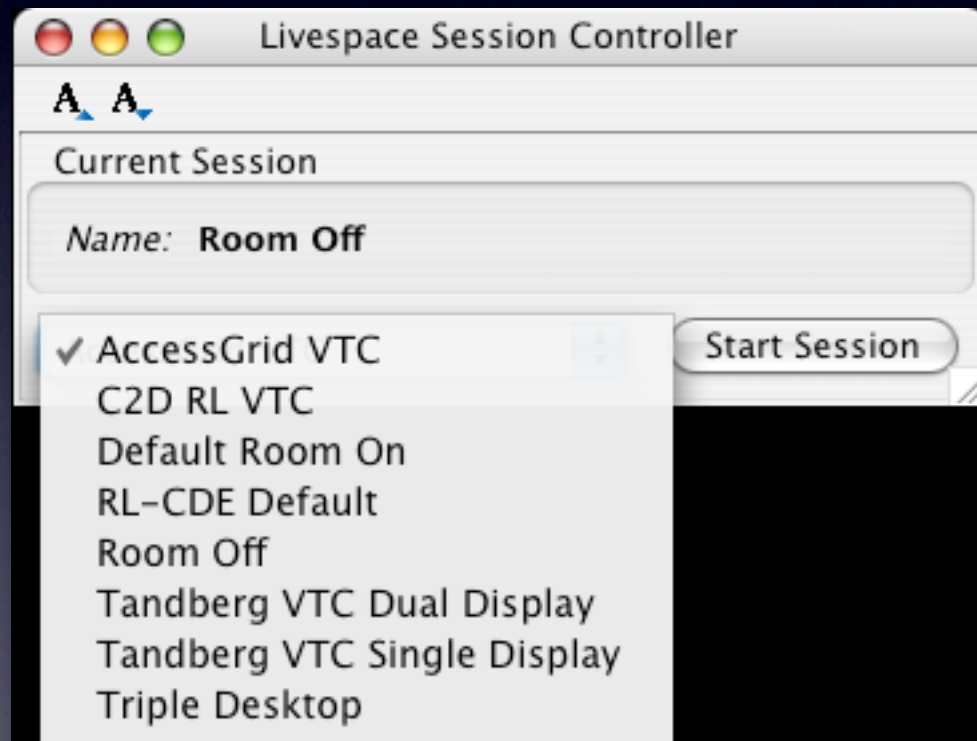 Livespace Session Controller
A A
Current Session
Name: Room Off
✓ AccessGrid VTC
Start Session
C2D RL VTC
Default Room On
RL-CDE Default
Room Off
Tandberg VTC Dual Display
Tandberg VTC Single Display
Triple Desktop